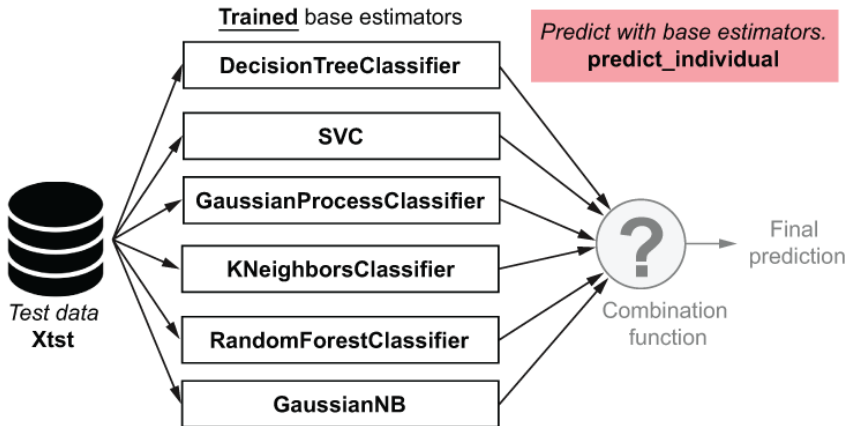 Trained base estimators
Predict with base estimators.
predict_individual
DecisionTreeClassifier
SVC
GaussianProcessClassifier
KNeighborsClassifier
RandomForestClassifier
GaussianNB
Test data
Xtst
?
Combination
function
Final
prediction